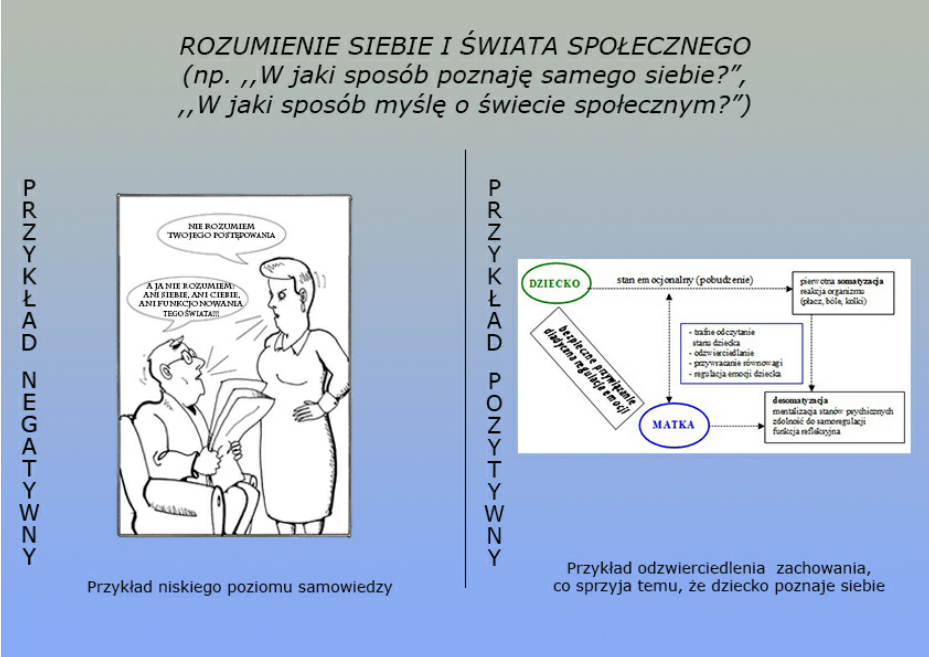 ROZUMIENIE SIEBIE I ŚWIATA SPOŁECZNEGO
(np. ,,W jaki sposób poznaję samego siebie?”,
,,W jaki sposób myślę o świecie społecznym?”)
PRZYKŁAD NEGATYWNY
NIE ROZUMIEM
TWOJEGO POSTĘPOWANIA
A JA NIE ROZUMIEM:
ANI SIEBIE, ANI CIEBIE,
ANI FUNKCJONOWANIA
TEGO ŚWIATA!!!
Przykład niskiego poziomu samowiedzy
PRZYKŁAD POZYTYWNY
DZIECKO
stan emocjonalny (pobudzenie)
pierwotna somatyzacja
reakcja organizmu
(płacz, bóle, kolki)
bezpieczne przywiązanie
diadyczna regulacja emocji
- trafne odczytanie
stanu dziecka
- odzwierciedlanie
- przywracanie równowagi
- regulacja emocji dziecka
MATKA
desomatyzacja
mentalizacja stanów psychicznych
zdolność do samoregulacji
funkcja refleksyjna
Przykład odzwierciedlenia zachowania,
co sprzyja temu, że dziecko poznaje siebie